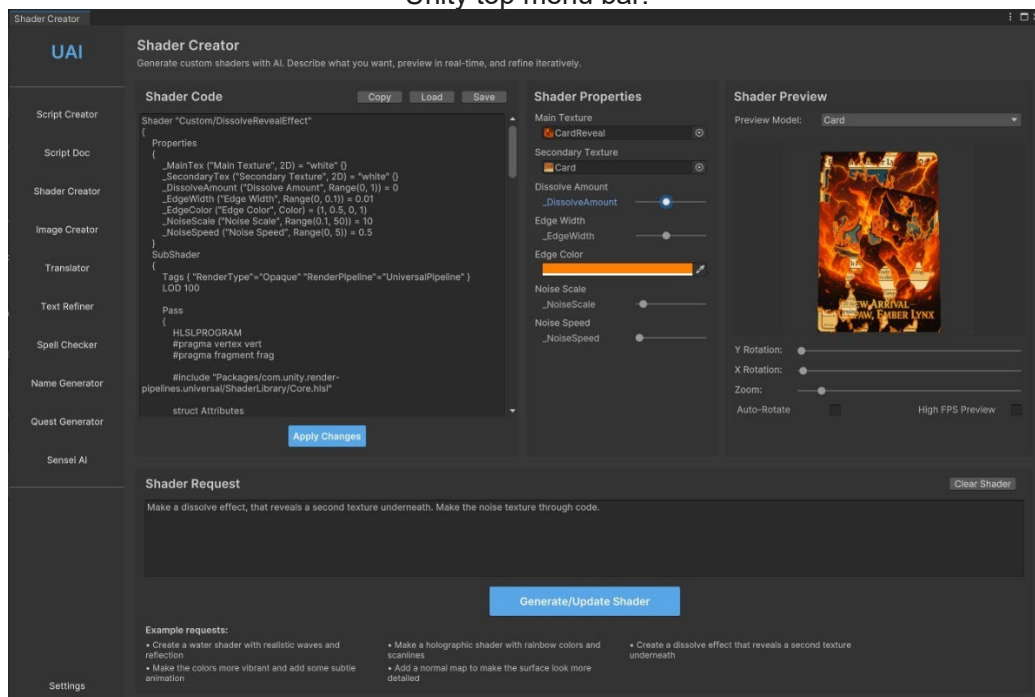 Unity top menu bar.
Shader Creator
UAI
Script Creator
Script Doc
Shader Creator
Image Creator
Translator
Text Refiner
Spell Checker
Name Generator
Quest Generator
Sensei AI
Settings
Shader Creator
Generate custom shaders with AI. Describe what you want, preview in real-time, and refine iteratively.
Shader Code
Copy
Load
Save
Shader "Custom/DissolveRevealEffect"
{
Properties
{
_MainTex ("Main Texture", 2D) = "white" {}
_SecondaryTex ("Secondary Texture", 2D) = "white" {}
_DissolveAmount ("Dissolve Amount", Range(0, 1)) = 0
_EdgeWidth ("Edge Width", Range(0, 0.1)) = 0.01
_EdgeColor ("Edge Color", Color) = (1, 0.5, 0, 1)
_NoiseScale ("Noise Scale", Range(0.1, 50)) = 10
_NoiseSpeed ("Noise Speed", Range(0, 5)) = 0.5
}
SubShader
{
Tags { "RenderType"="Opaque" "RenderPipeline"="UniversalPipeline" }
LOD 100
Pass
{
HLSLPROGRAM
#pragma vertex vert
#pragma fragment frag
#include "Packages/com.unity.render-
pipelines.universal/ShaderLibrary/Core.hlsl"
struct Attributes
Apply Changes
Shader Properties
Main Texture
CardReveal
Secondary Texture
Card
Dissolve Amount
_DissolveAmount
Edge Width
_EdgeWidth
Edge Color
Noise Scale
_NoiseScale
Noise Speed
_NoiseSpeed
Shader Preview
Preview Model: Card
EW ARRIVAL–
PAW, EMBER LYNX
Y Rotation:
X Rotation:
Zoom:
Auto-Rotate
High FPS Preview
Shader Request
Clear Shader
Make a dissolve effect, that reveals a second texture underneath. Make the noise texture through code.
Generate/Update Shader
Example requests:
• Create a water shader with realistic waves and
reflection
• Make the colors more vibrant and add some subtle
animation
• Make a holographic shader with rainbow colors and
scanlines
• Add a normal map to make the surface look more
detailed
• Create a dissolve effect that reveals a second texture
underneath